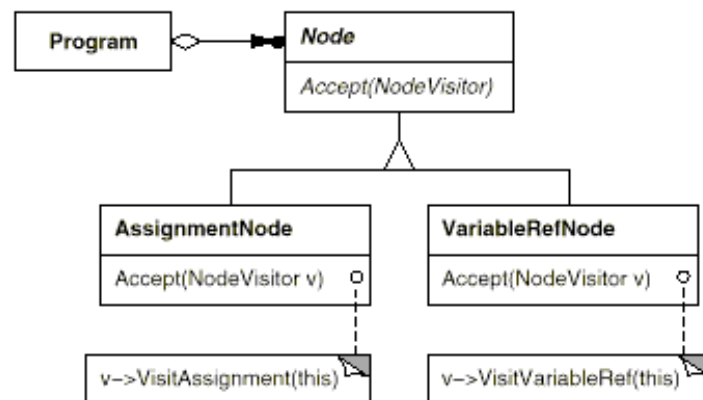 Program
Node
Accept(NodeVisitor)
AssignmentNode
Accept(NodeVisitor v)
VariableRefNode
Accept(NodeVisitor v)
v->VisitAssignment(this)
v->VisitVariableRef(this)